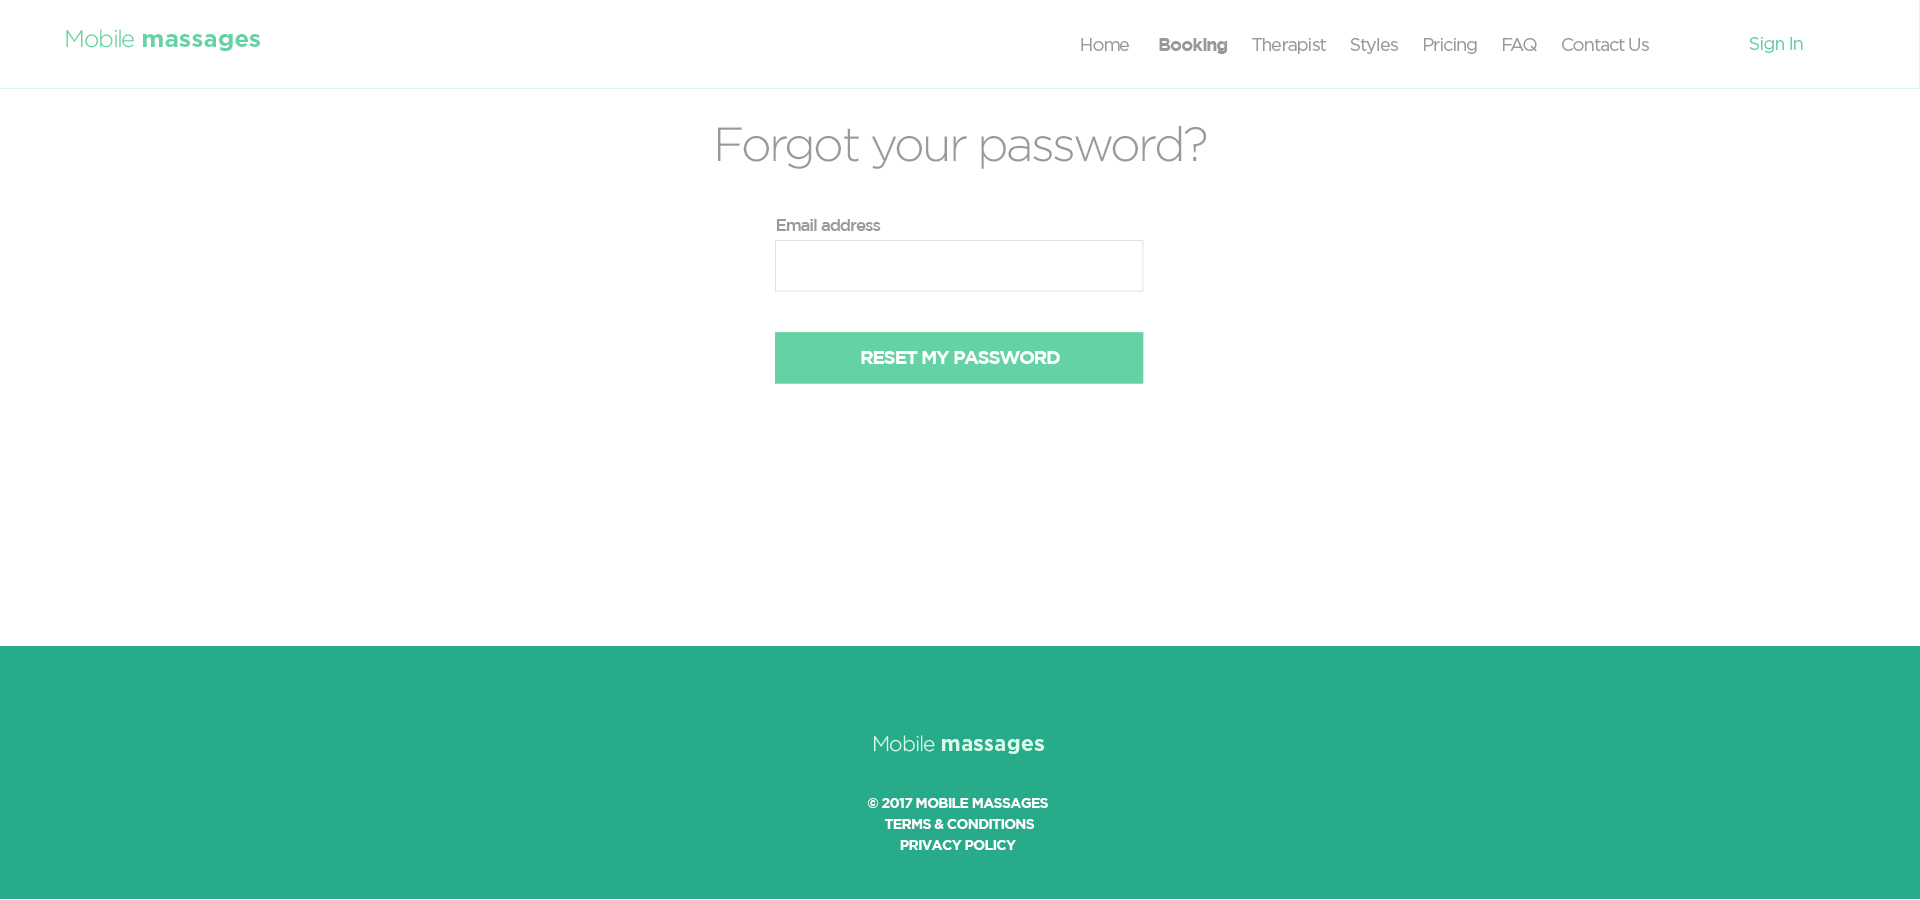 Mobile massages
Home Booking Therapist Styles Pricing FAQ Contact Us Sign In
Forgot your password?
Email address
RESET MY PASSWORD
Mobile massages
© 2017 MOBILE MASSAGES
TERMS & CONDITIONS
PRIVACY POLICY